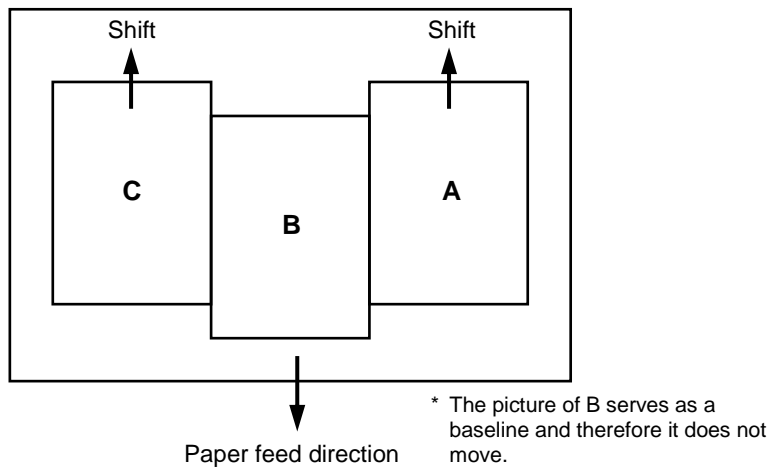 Shift
Shift
C
B
A
Paper feed direction
* The picture of B serves as a
baseline and therefore it does not
move.